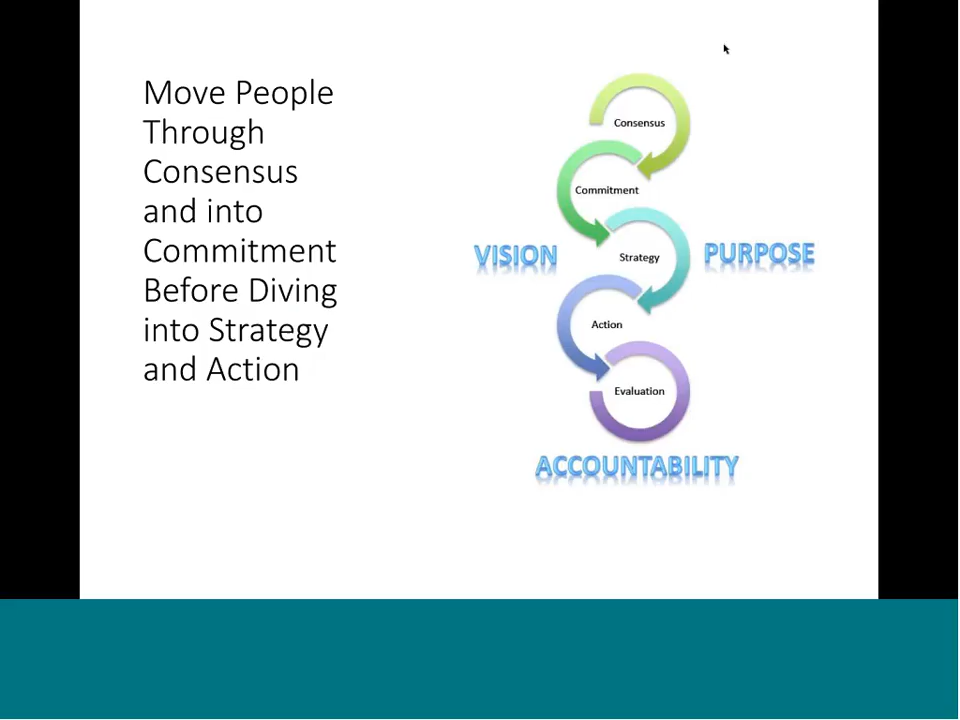 Move People
Through
Consensus
and into
Commitment
Before Diving
into Strategy
and Action
Consensus
Commitment
Strategy
Action
Evaluation
VISION
PURPOSE
ACCOUNTABILITY